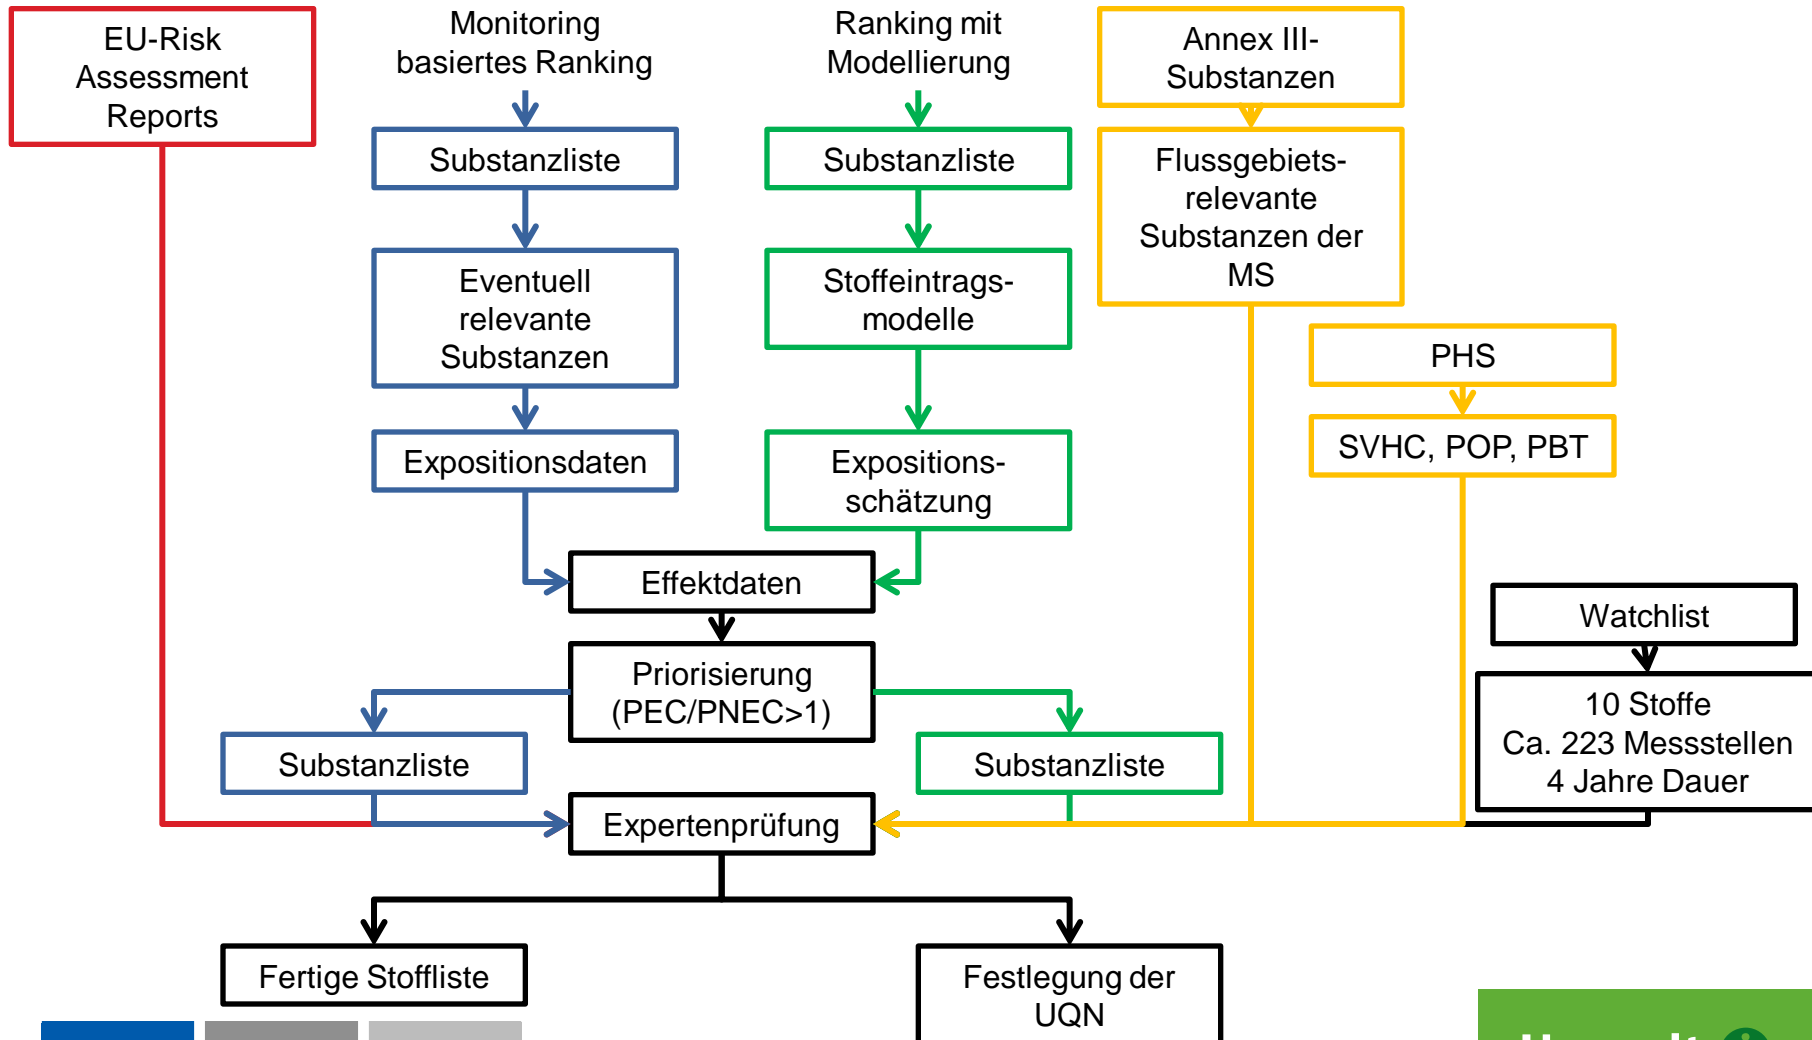 EU-Risk
Assessment
Reports
Monitoring
basiertes Ranking
Ranking mit
Modellierung
Annex III-
Substanzen
Substanzliste
Substanzliste
Flussgebiets-
relevante
Substanzen der
MS
Eventuell
relevante
Substanzen
Stoffeintrags-
modelle
PHS
SVHC, POP, PBT
Expositionsdaten
Expositions-
schätzung
Effektdaten
Watchlist
Priorisierung
(PEC/PNEC>1)
10 Stoffe
Ca. 223 Messstellen
4 Jahre Dauer
Substanzliste
Substanzliste
Expertenprüfung
Fertige Stoffliste
Festlegung der
UQN